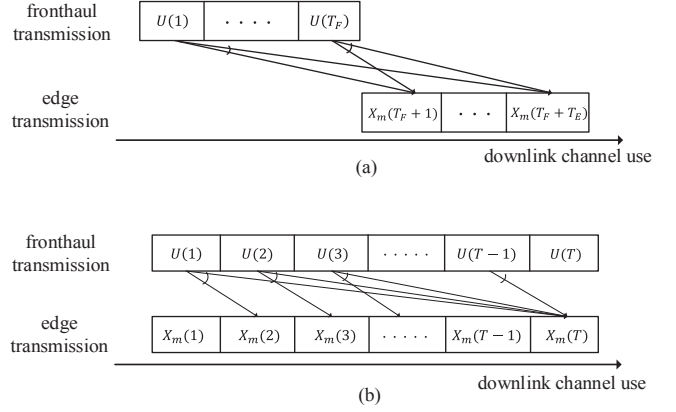 fronthaul
transmission
U(1) · · · · U(T_F)
edge
transmission
X_m(T_F + 1) · · · X_m(T_F + T_E)
downlink channel use
(a)
fronthaul
transmission
U(1) U(2) U(3) · · · · · U(T − 1) U(T)
edge
transmission
X_m(1) X_m(2) X_m(3) · · · · · X_m(T − 1) X_m(T)
downlink channel use
(b)